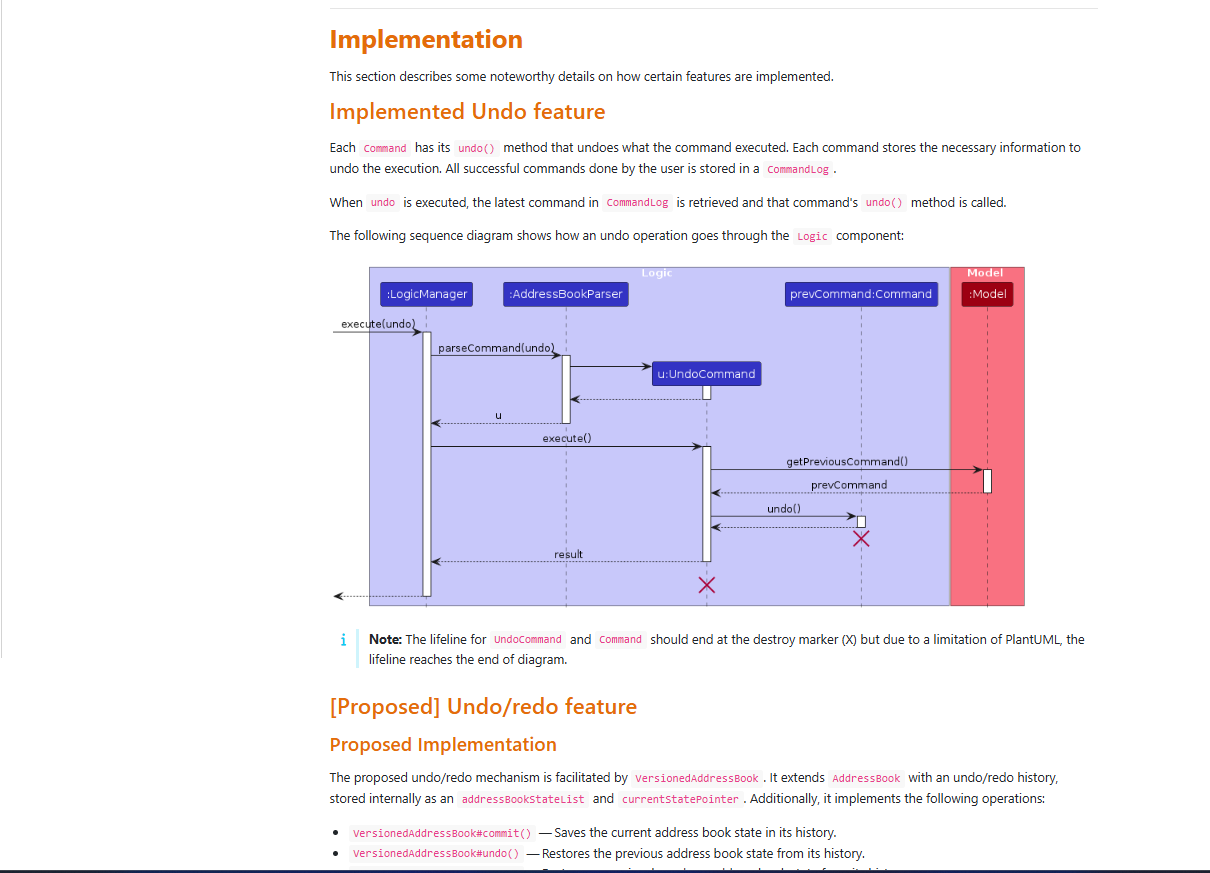 Implementation
This section describes some noteworthy details on how certain features are implemented.
Implemented Undo feature
Each Command has its undo() method that undoes what the command executed. Each command stores the necessary information to
undo the execution. All successful commands done by the user is stored in a CommandLog .
When undo is executed, the latest command in CommandLog is retrieved and that command's undo() method is called.
The following sequence diagram shows how an undo operation goes through the Logic component:
Logic
Model
:LogicManager
:AddressBookParser
prevCommand:Command
:Model
execute(undo)
parseCommand(undo)
u:UndoCommand
u
execute()
getPreviousCommand()
prevCommand
undo()
result
i
Note: The lifeline for UndoCommand and Command should end at the destroy marker (X) but due to a limitation of PlantUML, the
lifeline reaches the end of diagram.
[Proposed] Undo/redo feature
Proposed Implementation
The proposed undo/redo mechanism is facilitated by VersionedAddressBook . It extends AddressBook with an undo/redo history,
stored internally as an addressBookStateList and currentStatePointer . Additionally, it implements the following operations:
• VersionedAddressBook#commit() — Saves the current address book state in its history.
• VersionedAddressBook#undo() — Restores the previous address book state from its history.